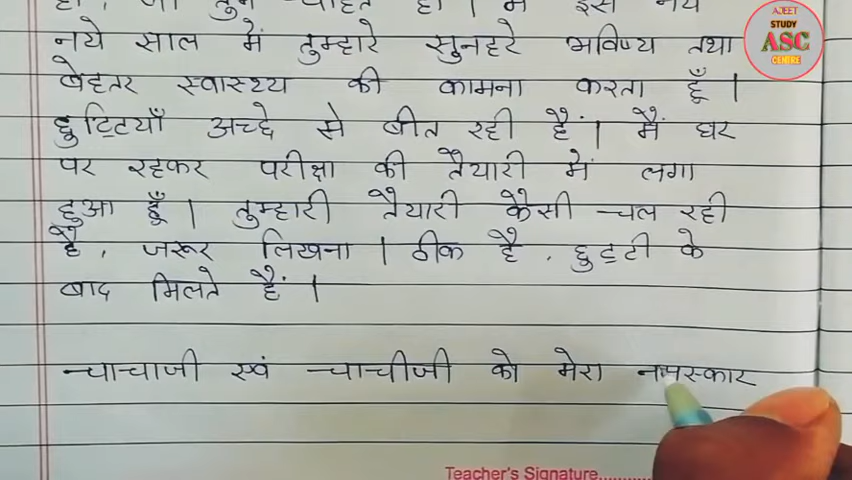 नये साल में तुम्हारे सुनहरे भविष्य तथा
बेहतर स्वास्थ्य की कामना करता हूँ।
छुट्टियाँ अच्छे से बीत रही हैं। मैं घर
पर रहकर परीक्षा की तैयारी में लगा
हुआ हूँ। तुम्हारी तैयारी कैसी चल रही
है, जरूर लिखना। ठीक है, छुट्टी के
बाद मिलते हैं।
चाचाजी एवं चाचीजी को मेरा नमस्कार
Teacher's Signature..........
AJEET
STUDY
ASC
CENTRE